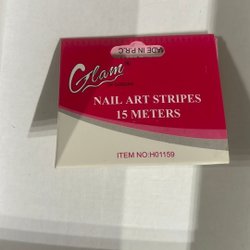 MADE IN P.R.C
Glam
NAIL ART STRIPES
15 METERS
ITEM NO:H01159